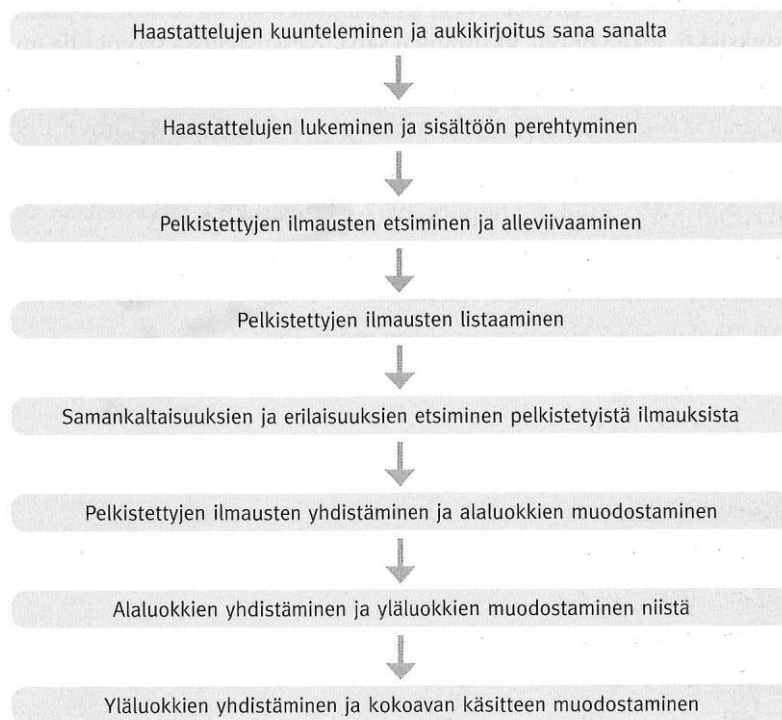 Haastattelujen kuunteleminen ja aukikirjoitus sana sanalta
Haastattelujen lukeminen ja sisältöön perehtyminen
Pelkistettyjen ilmausten etsiminen ja alleviivaaminen
Pelkistettyjen ilmausten listaaminen
Samankaltaisuuksien ja erilaisuuksien etsiminen pelkistetyistä ilmauksista
Pelkistettyjen ilmausten yhdistäminen ja alaluokkien muodostaminen
Alaluokkien yhdistäminen ja yläluokkien muodostaminen niistä
Yläluokkien yhdistäminen ja kokoavan käsitteen muodostaminen